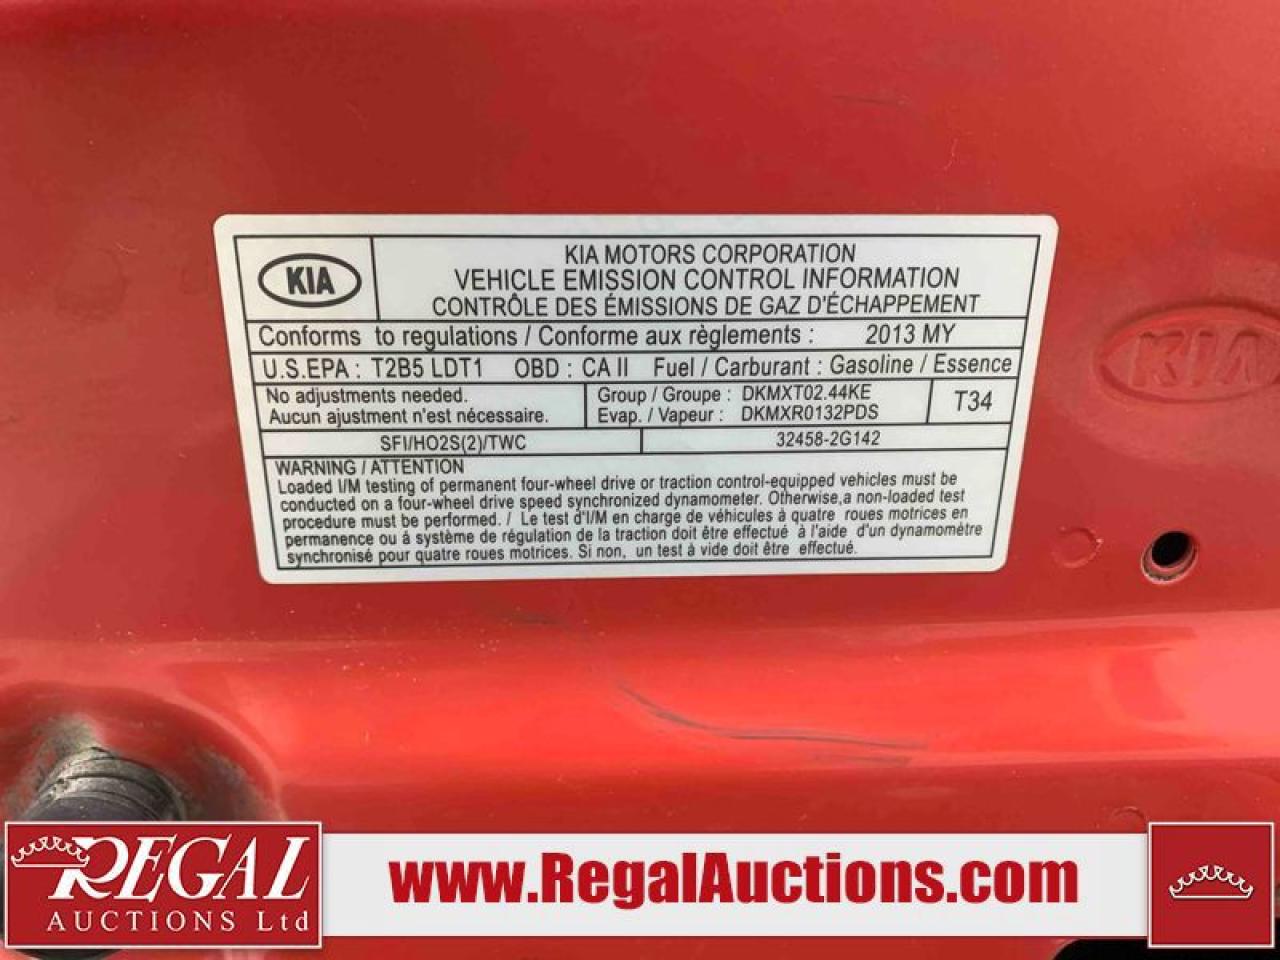 KIA
KIA MOTORS CORPORATION
VEHICLE EMISSION CONTROL INFORMATION
CONTRÔLE DES ÉMISSIONS DE GAZ D'ÉCHAPPEMENT
Conforms to regulations / Conforme aux règlements : 2013 MY
U.S.EPA : T2B5 LDT1 OBD : CA II Fuel / Carburant : Gasoline / Essence
No adjustments needed.
Aucun ajustment n'est nécessaire.
Group / Groupe : DKMXT02.44KE
Evap. / Vapeur : DKMXR0132PDS
T34
SFI/HO2S(2)/TWC
32458-2G142
WARNING / ATTENTION
Loaded I/M testing of permanent four-wheel drive or traction control-equipped vehicles must be
conducted on a four-wheel drive speed synchronized dynamometer. Otherwise,a non-loaded test
procedure must be performed. / Le test d'I/M en charge de véhicules à quatre roues motrices en
permanence ou á système de régulation de la traction doit être effectué à l'aide d'un dynamomètre
synchronisé pour quatre roues motrices. Si non, un test à vide doit être effectué.
KIA
REGAL
AUCTIONS Ltd
www.RegalAuctions.com